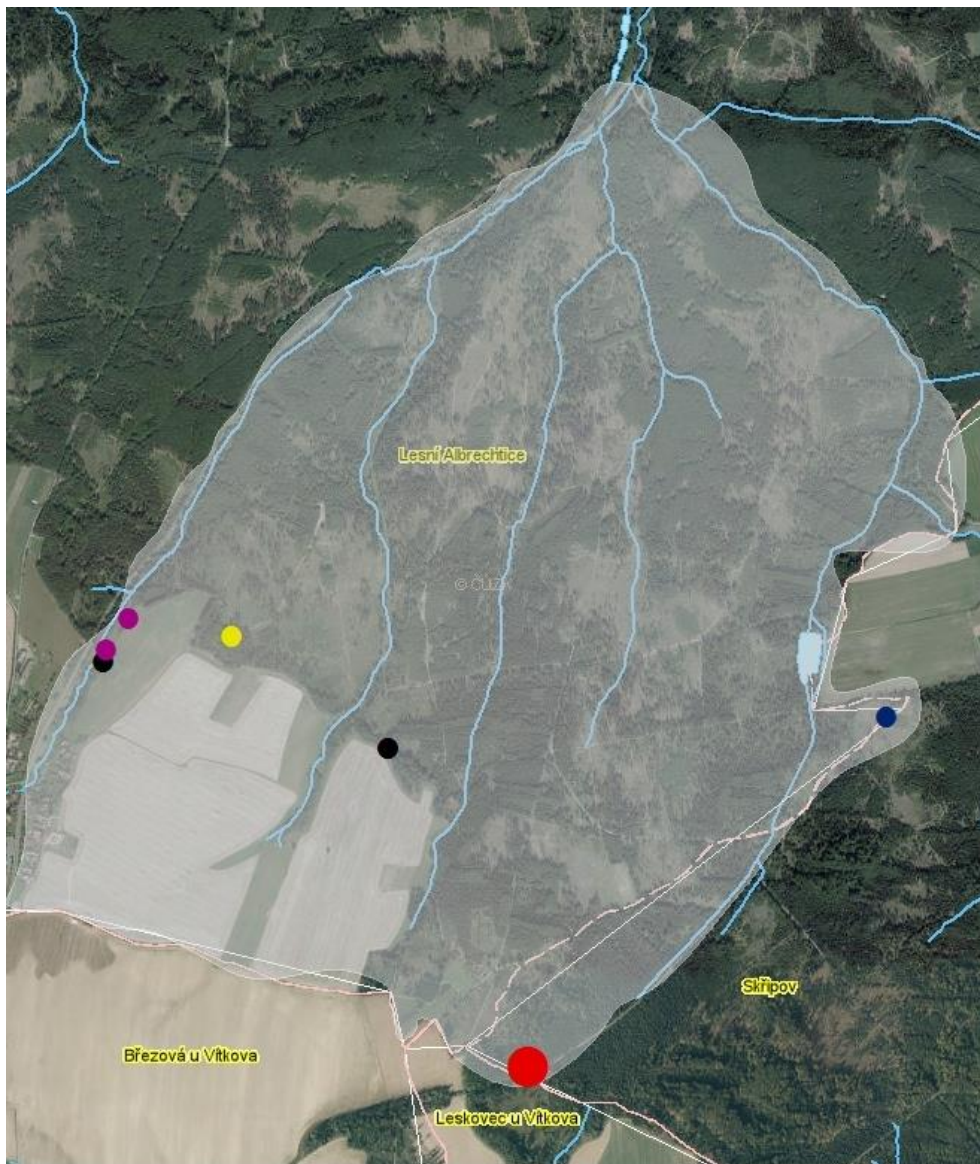 Lesní Albrechtice
© ČÚZK
Skřipov
Březová u Vítkova
Leskovec u Vítkova